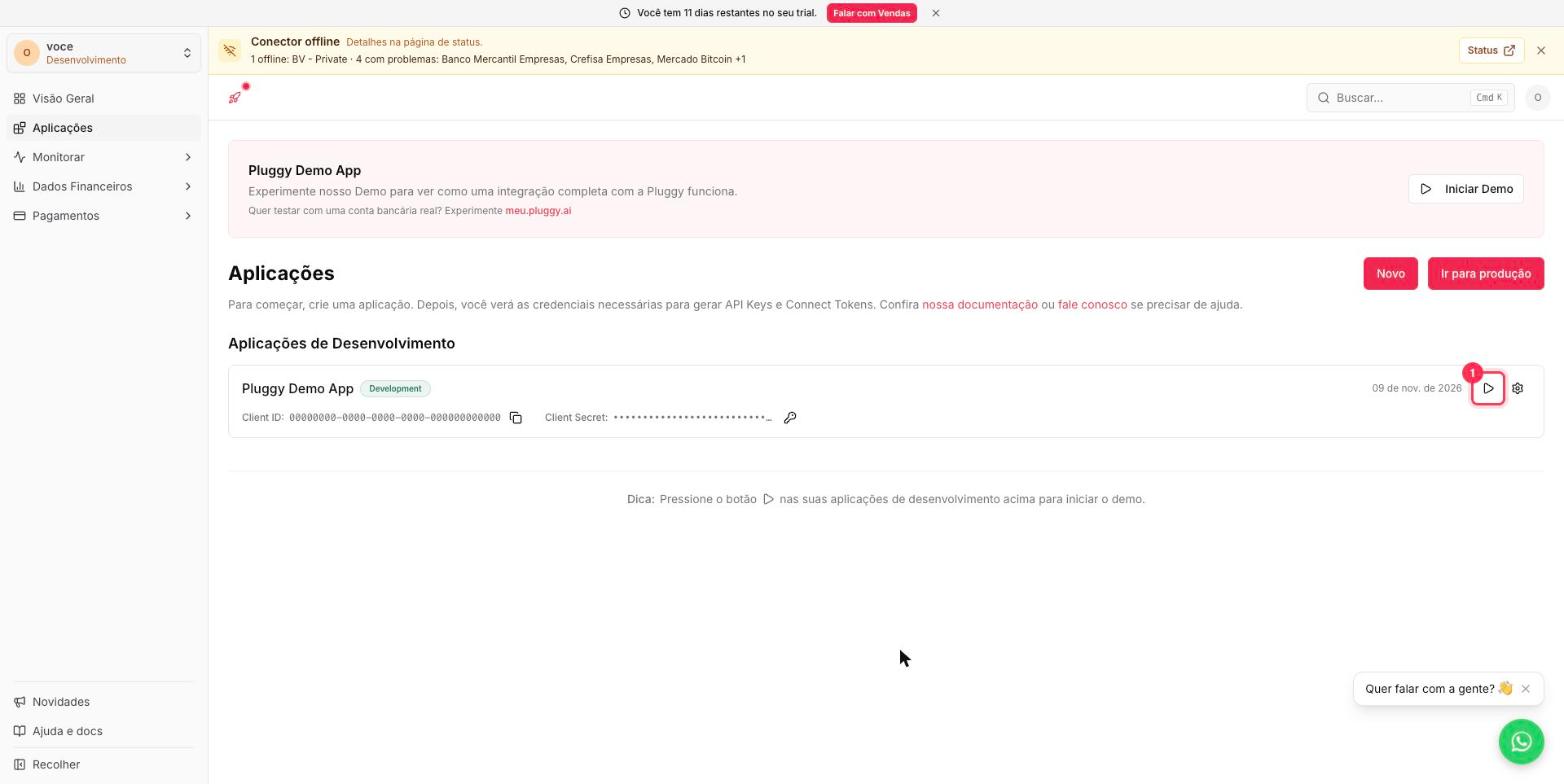 Você tem 11 dias restantes no seu trial. Falar com Vendas
O voce
Desenvolvimento
Conector offline Detalhes na página de status.
1 offline: BV - Private · 4 com problemas: Banco Mercantil Empresas, Crefisa Empresas, Mercado Bitcoin +1
Status
Visão Geral
Aplicações
Monitorar
Dados Financeiros
Pagamentos
Buscar... Cmd K O
Pluggy Demo App
Experimente nosso Demo para ver como uma integração completa com a Pluggy funciona.
Quer testar com uma conta bancária real? Experimente meu.pluggy.ai
Iniciar Demo
Aplicações
Novo Ir para produção
Para começar, crie uma aplicação. Depois, você verá as credenciais necessárias para gerar API Keys e Connect Tokens. Confira nossa documentação ou fale conosco se precisar de ajuda.
Aplicações de Desenvolvimento
Pluggy Demo App Development 09 de nov. de 2026 1
Client ID: 00000000-0000-0000-0000-000000000000 Client Secret: ••••••••••••••••••••••••••…
Dica: Pressione o botão nas suas aplicações de desenvolvimento acima para iniciar o demo.
Quer falar com a gente? 👋
Novidades
Ajuda e docs
Recolher